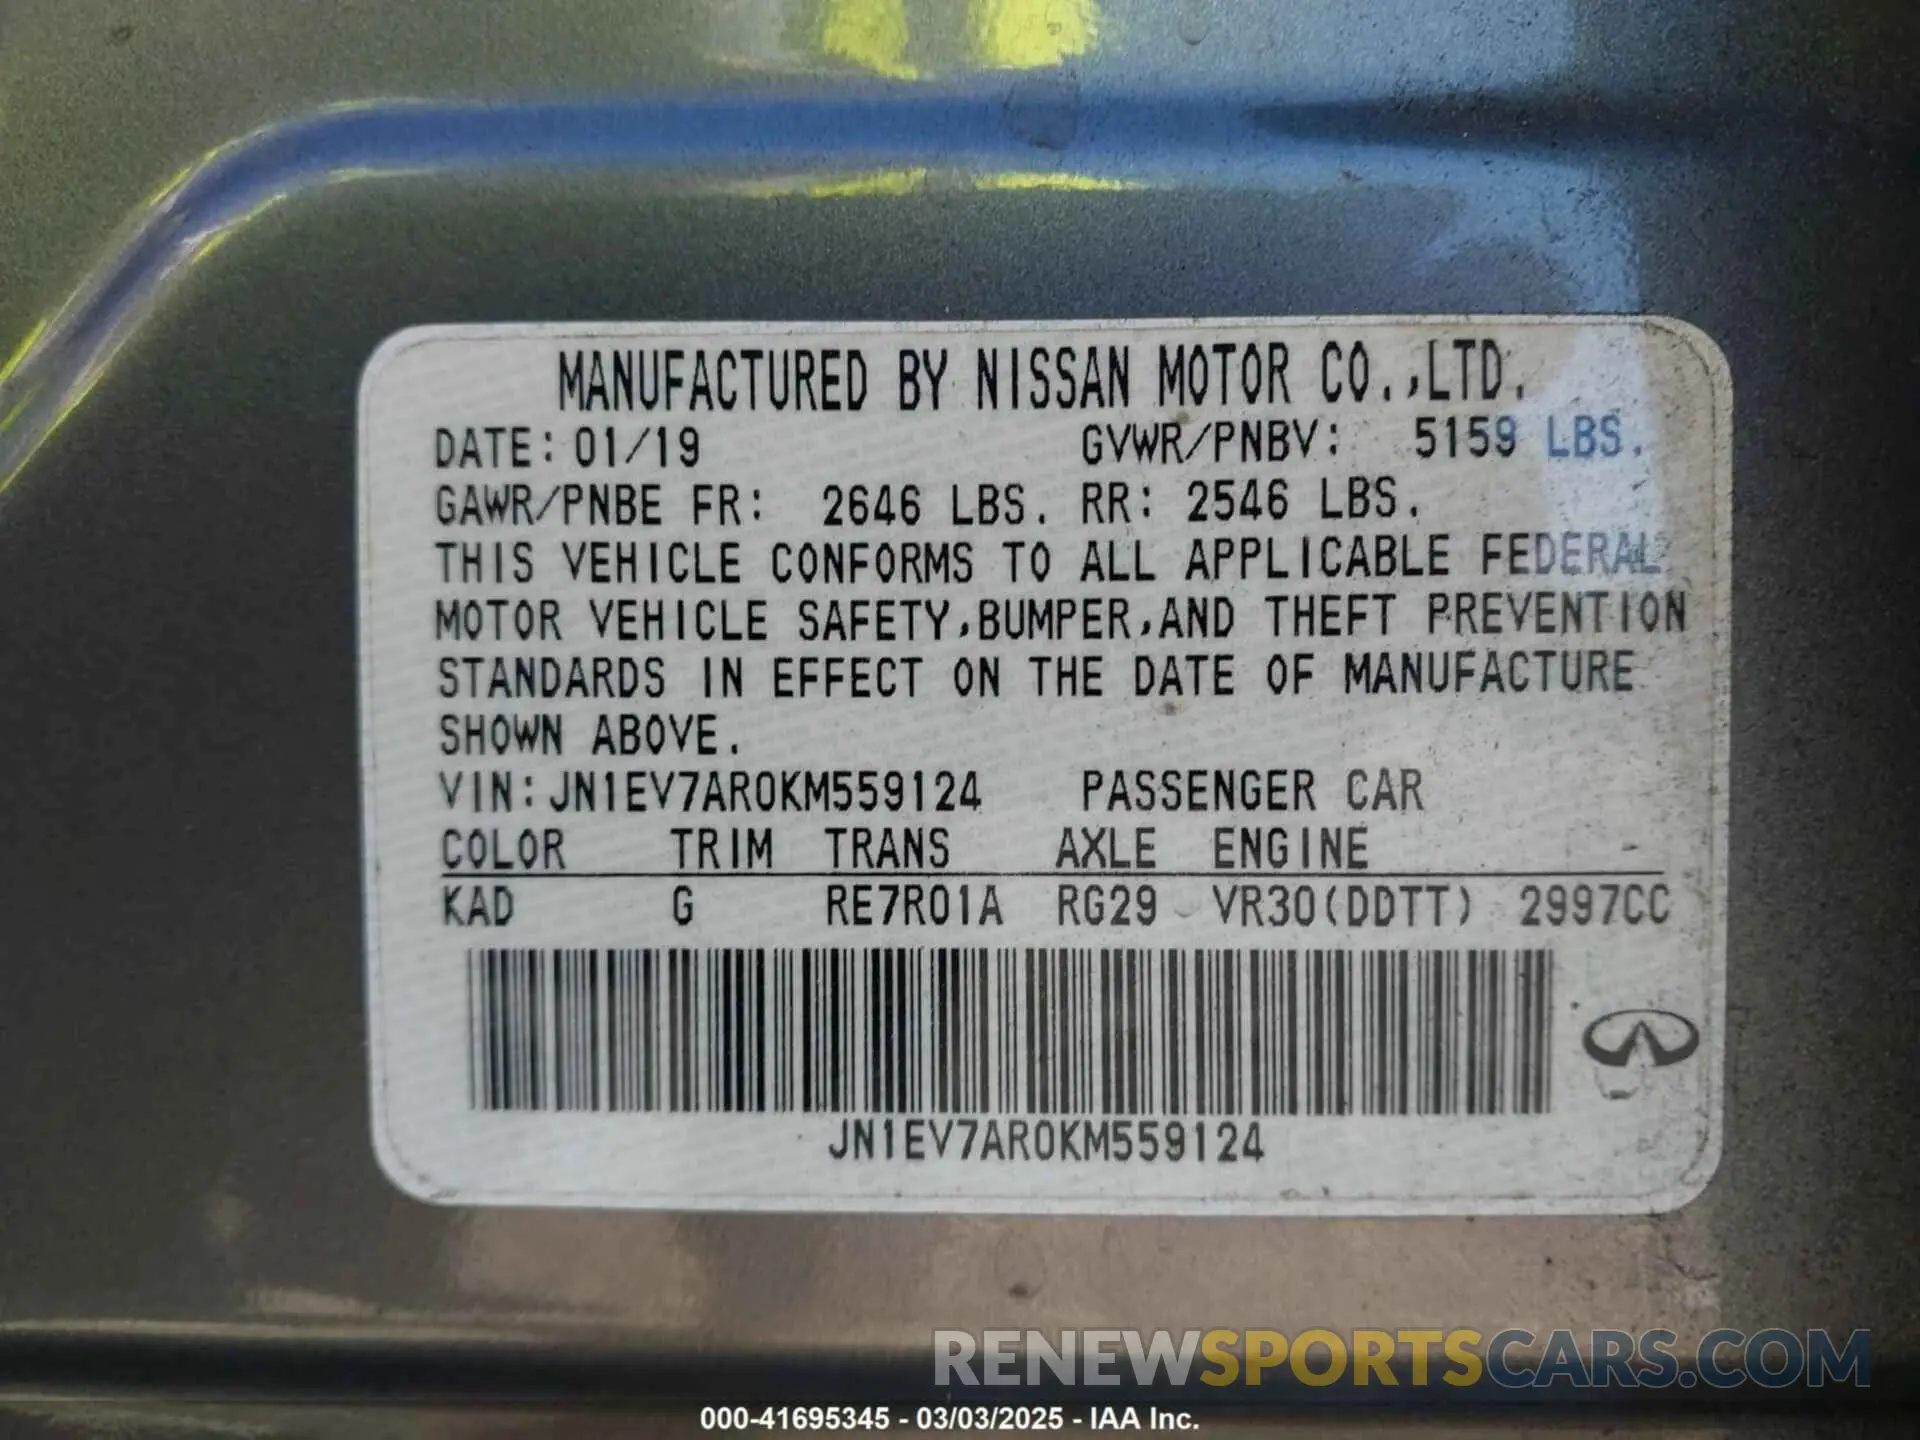 MANUFACTURED BY NISSAN MOTOR CO.,LTD.
DATE: 01/19 GVWR/PNBV: 5159 LBS.
GAWR/PNBE FR: 2646 LBS. RR: 2546 LBS.
THIS VEHICLE CONFORMS TO ALL APPLICABLE FEDERAL
MOTOR VEHICLE SAFETY,BUMPER,AND THEFT PREVENTION
STANDARDS IN EFFECT ON THE DATE OF MANUFACTURE
SHOWN ABOVE.
VIN:JN1EV7AR0KM559124 PASSENGER CAR
COLOR TRIM TRANS AXLE ENGINE
KAD G RE7R01A RG29 VR30(DDTT) 2997CC
JN1EV7AR0KM559124
RENEWSPORTSCARS.COM
000-41695345 - 03/03/2025 - IAA Inc.